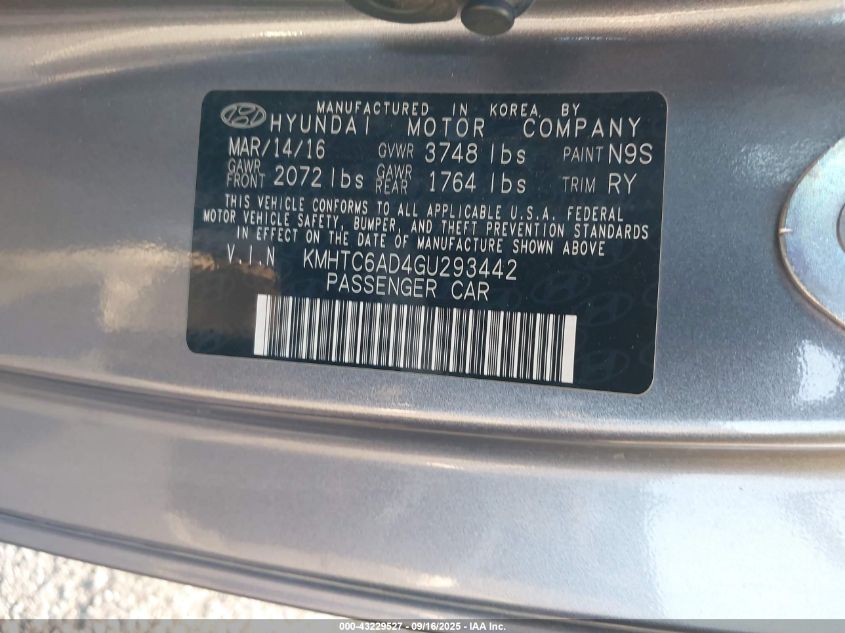 MANUFACTURED IN KOREA BY
HYUNDAI MOTOR COMPANY
MAR/14/16 GVWR 3748 lbs PAINT N9S
GAWR FRONT 2072 lbs GAWR REAR 1764 lbs TRIM RY
THIS VEHICLE CONFORMS TO ALL APPLICABLE U.S.A. FEDERAL
MOTOR VEHICLE SAFETY, BUMPER, AND THEFT PREVENTION STANDARDS
IN EFFECT ON THE DATE OF MANUFACTURE SHOWN ABOVE
V.I.N KMHTC6AD4GU293442
PASSENGER CAR
000-43229527 - 09/16/2025 - IAA Inc.